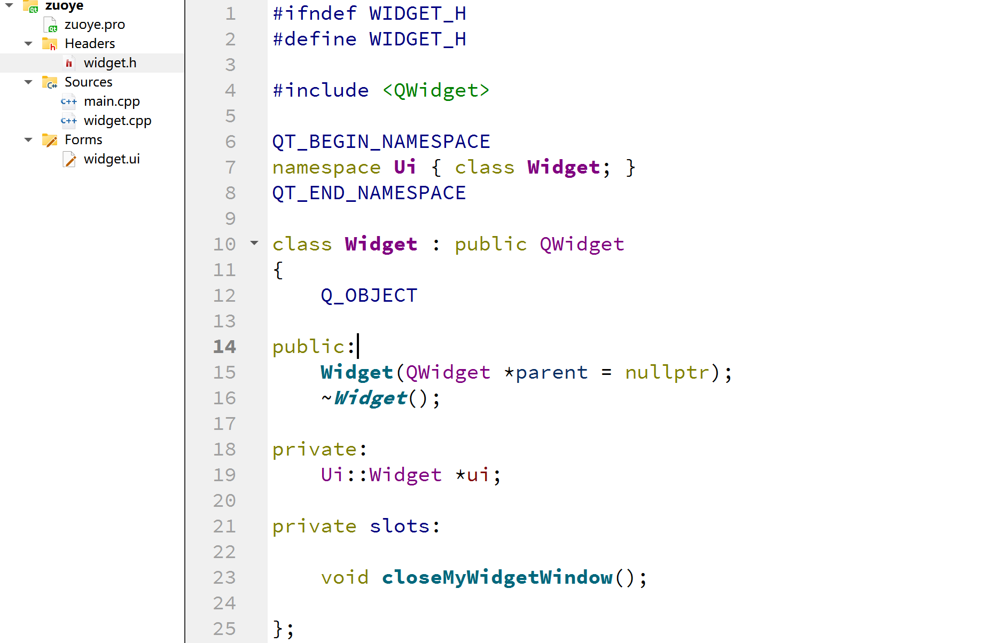 zuoye
zuoye.pro
Headers
widget.h
Sources
main.cpp
widget.cpp
Forms
widget.ui
1 #ifndef WIDGET_H
2 #define WIDGET_H
3
4 #include <QWidget>
5
6 QT_BEGIN_NAMESPACE
7 namespace Ui { class Widget; }
8 QT_END_NAMESPACE
9
10 class Widget : public QWidget
11 {
12     Q_OBJECT
13
14 public:
15     Widget(QWidget *parent = nullptr);
16     ~Widget();
17
18 private:
19     Ui::Widget *ui;
20
21 private slots:
22
23     void closeMyWidgetWindow();
24
25 };